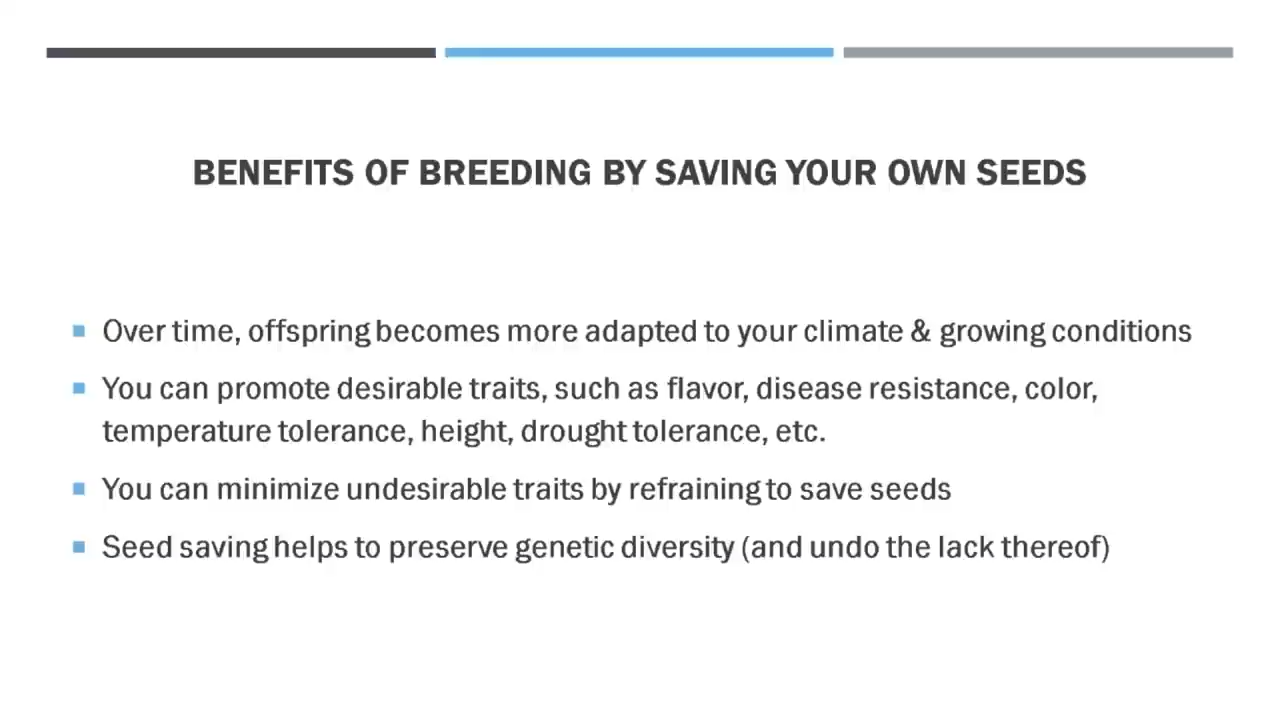 BENEFITS OF BREEDING BY SAVING YOUR OWN SEEDS
Over time, offspring becomes more adapted to your climate & growing conditions
You can promote desirable traits, such as flavor, disease resistance, color,
temperature tolerance, height, drought tolerance, etc.
You can minimize undesirable traits by refraining to save seeds
Seed saving helps to preserve genetic diversity (and undo the lack thereof)